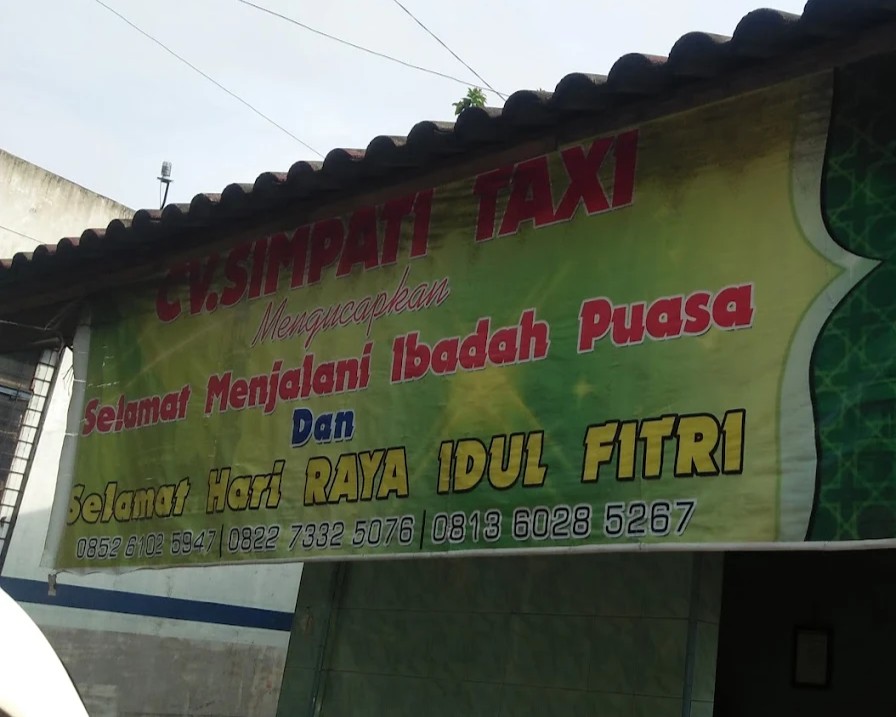 CV.SIMPATI TAXI
Mengucapkan
Selamat Menjalani Ibadah Puasa
Dan
Selamat Hari RAYA IDUL FITRI
0852 6102 5947 | 0822 7332 5076 | 0813 6028 5267